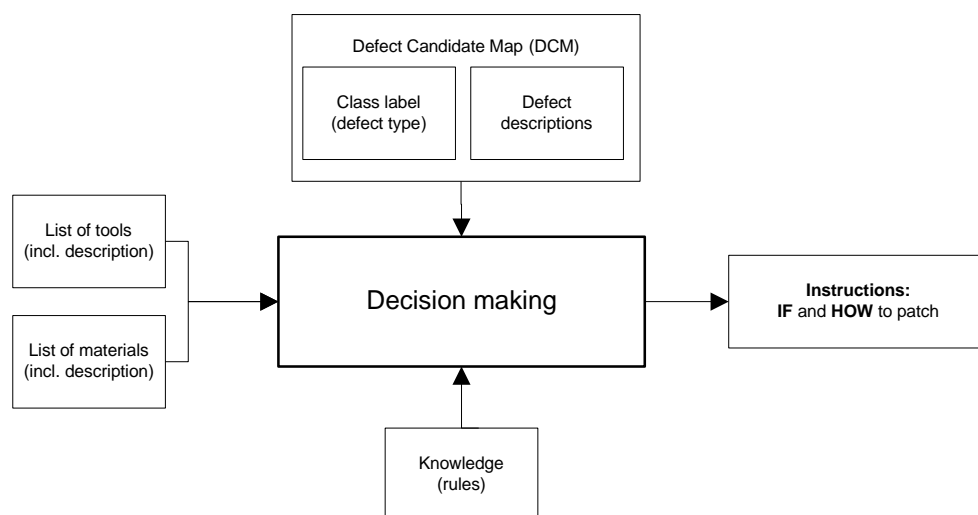 Defect Candidate Map (DCM)
Class label
(defect type)
Defect
descriptions
List of tools
(incl. description)
List of materials
(incl. description)
Decision making
Instructions:
IF and HOW to patch
Knowledge
(rules)